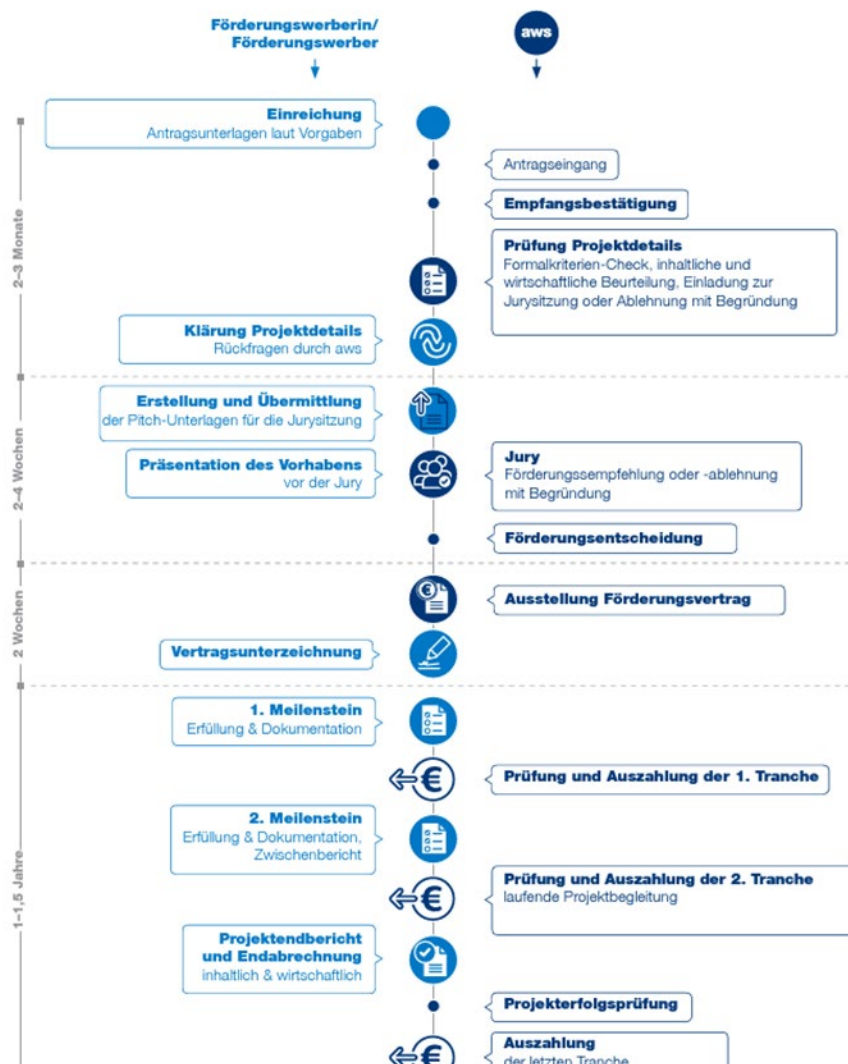 Förderungswerberin/
Förderungswerber
aws
Einreichung
Antragsunterlagen laut Vorgaben
Antragseingang
Empfangsbestätigung
2–3 Monate
Prüfung Projektdetails
Formalkriterien-Check, inhaltliche und
wirtschaftliche Beurteilung, Einladung zur
Jurysitzung oder Ablehnung mit Begründung
Klärung Projektdetails
Rückfragen durch aws
Erstellung und Übermittlung
der Pitch-Unterlagen für die Jurysitzung
2–4 Wochen
Präsentation des Vorhabens
vor der Jury
Jury
Förderungssempfehlung oder -ablehnung
mit Begründung
Förderungsentscheidung
2 Wochen
Ausstellung Förderungsvertrag
Vertragsunterzeichnung
1. Meilenstein
Erfüllung & Dokumentation
€
Prüfung und Auszahlung der 1. Tranche
2. Meilenstein
Erfüllung & Dokumentation,
Zwischenbericht
1–1,5 Jahre
€
Prüfung und Auszahlung der 2. Tranche
laufende Projektbegleitung
Projektendbericht
und Endabrechnung
inhaltlich & wirtschaftlich
Projekterfolgsprüfung
€
Auszahlung
der letzten Tranche